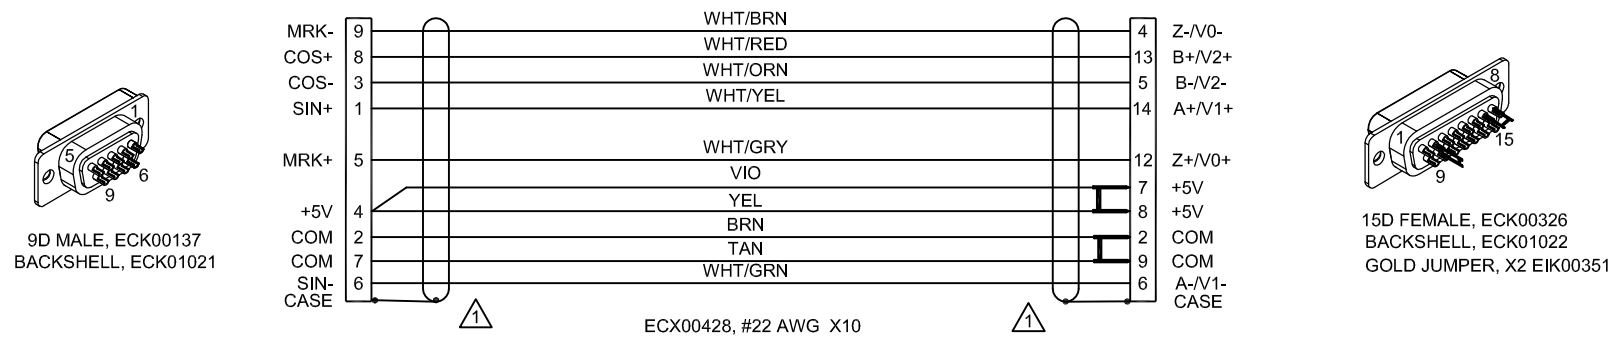 MRK- 9 WHT/BRN 4 Z-/V0-
COS+ 8 WHT/RED 13 B+/V2+
COS- 3 WHT/ORN 5 B-/V2-
SIN+ 1 WHT/YEL 14 A+/V1+
MRK+ 5 WHT/GRY 12 Z+/V0+
VIO 7 +5V
+5V 4 YEL 8 +5V
COM 2 BRN 2 COM
COM 7 TAN 9 COM
SIN- 6 WHT/GRN 6 A-/V1-
CASE CASE
1 1
ECX00428, #22 AWG X10
1
5
6
9
9D MALE, ECK00137
BACKSHELL, ECK01021
8
1
15
9
15D FEMALE, ECK00326
BACKSHELL, ECK01022
GOLD JUMPER, X2 EIK00351